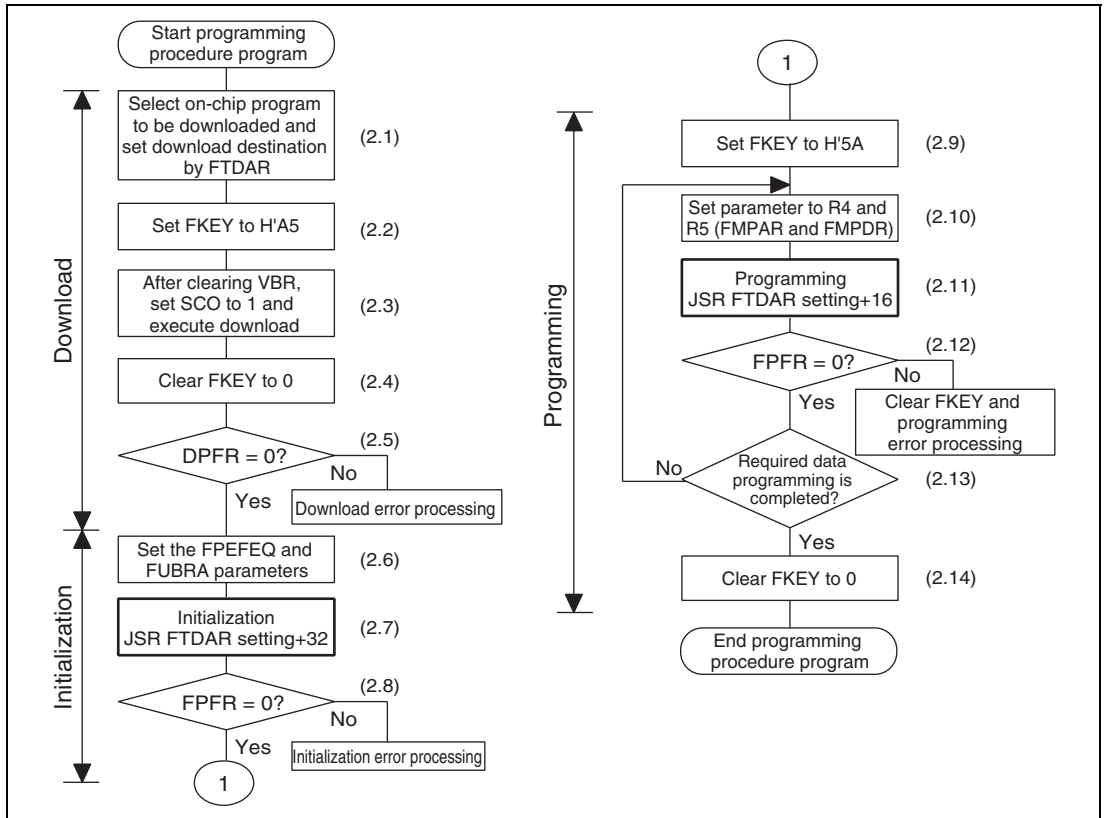 Start programming
procedure program
Download
Select on-chip program
to be downloaded and
set download destination
by FTDAR
(2.1)
Set FKEY to H'A5
(2.2)
After clearing VBR,
set SCO to 1 and
execute download
(2.3)
Clear FKEY to 0
(2.4)
DPFR = 0?
(2.5)
No
Yes
Download error processing
Initialization
Set the FPEFEQ and
FUBRA parameters
(2.6)
Initialization
JSR FTDAR setting+32
(2.7)
FPFR = 0?
(2.8)
No
Yes
Initialization error processing
1
1
Programming
Set FKEY to H'5A
(2.9)
Set parameter to R4 and
R5 (FMPAR and FMPDR)
(2.10)
Programming
JSR FTDAR setting+16
(2.11)
FPFR = 0?
(2.12)
No
Yes
Clear FKEY and
programming
error processing
No
Required data
programming is
completed?
(2.13)
Yes
Clear FKEY to 0
(2.14)
End programming
procedure program